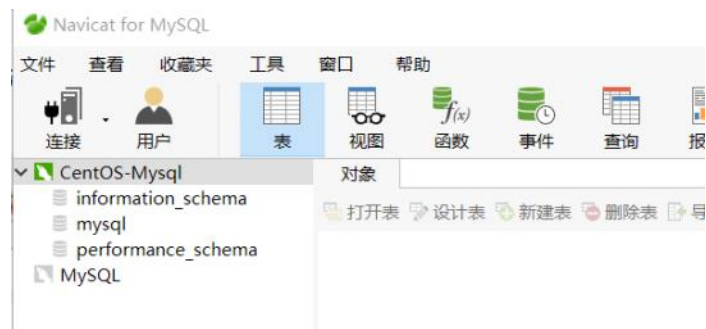 Navicat for MySQL
文件 查看 收藏夹 工具 窗口 帮助
连接 用户 表 视图 函数 事件 查询 报
CentOS-Mysql 对象
information_schema 打开表 设计表 新建表 删除表 导
mysql
performance_schema
MySQL